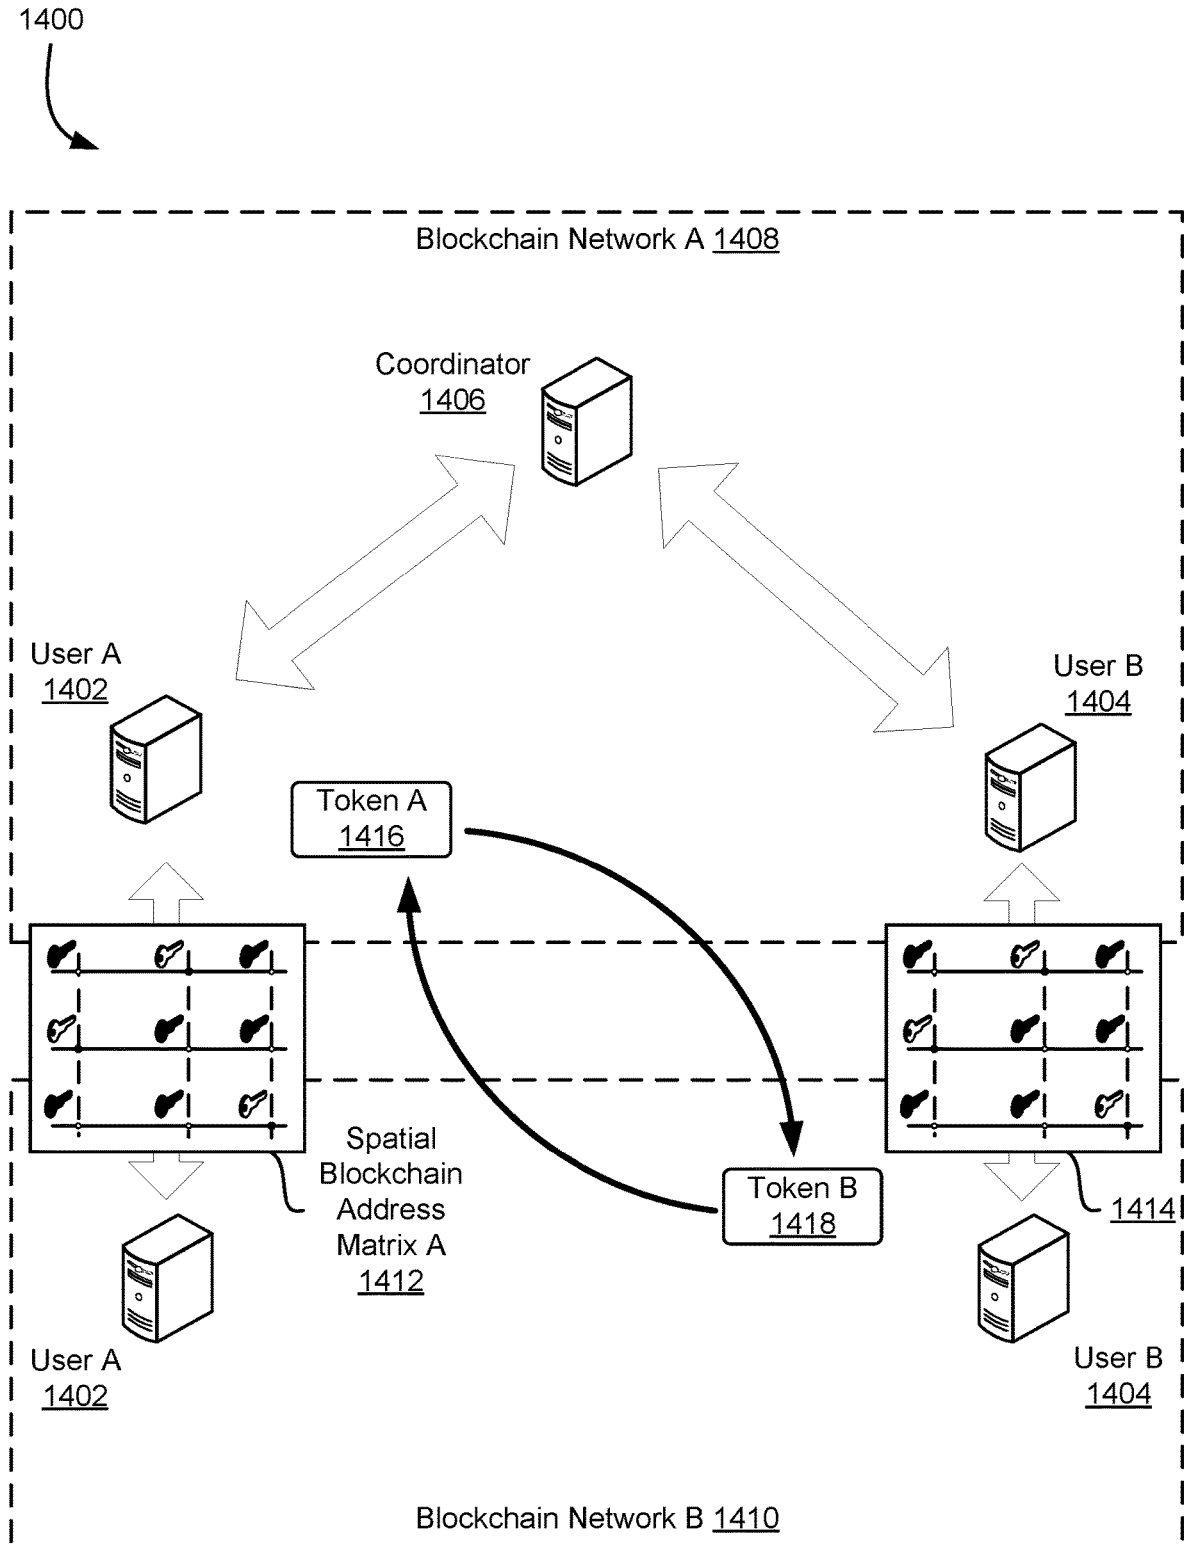 1400
Blockchain Network A 1408
Coordinator
1406
User A
1402
User B
1404
Token A
1416
Spatial
Blockchain
Address
Matrix A
1412
Token B
1418
1414
User A
1402
User B
1404
Blockchain Network B 1410